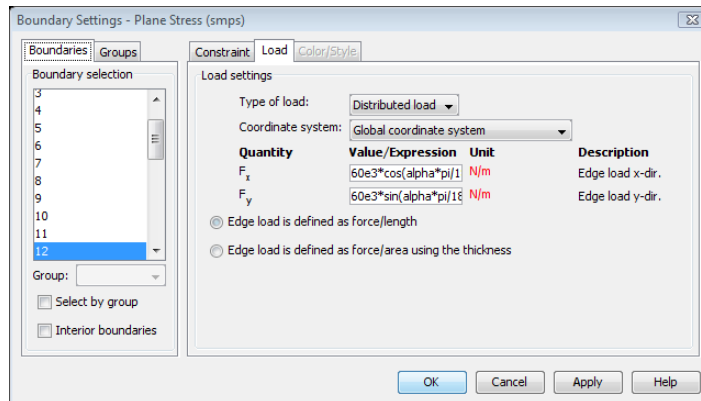 Boundary Settings - Plane Stress (smps)
Boundaries Groups
Boundary selection
3
4
5
6
7
8
9
10
11
12
Group:
Select by group
Interior boundaries
Constraint Load Color/Style
Load settings
Type of load: Distributed load
Coordinate system: Global coordinate system
Quantity Value/Expression Unit Description
Fx 60e3*cos(alpha*pi/1 N/m Edge load x-dir.
Fy 60e3*sin(alpha*pi/18 N/m Edge load y-dir.
Edge load is defined as force/length
Edge load is defined as force/area using the thickness
OK Cancel Apply Help